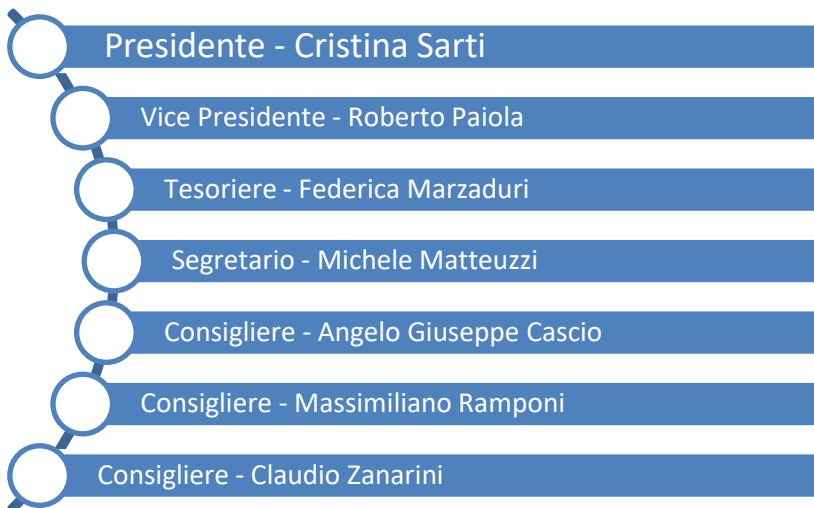 Presidente - Cristina Sarti
Vice Presidente - Roberto Paiola
Tesoriere - Federica Marzaduri
Segretario - Michele Matteuzzi
Consigliere - Angelo Giuseppe Cascio
Consigliere - Massimiliano Ramponi
Consigliere - Claudio Zanarini